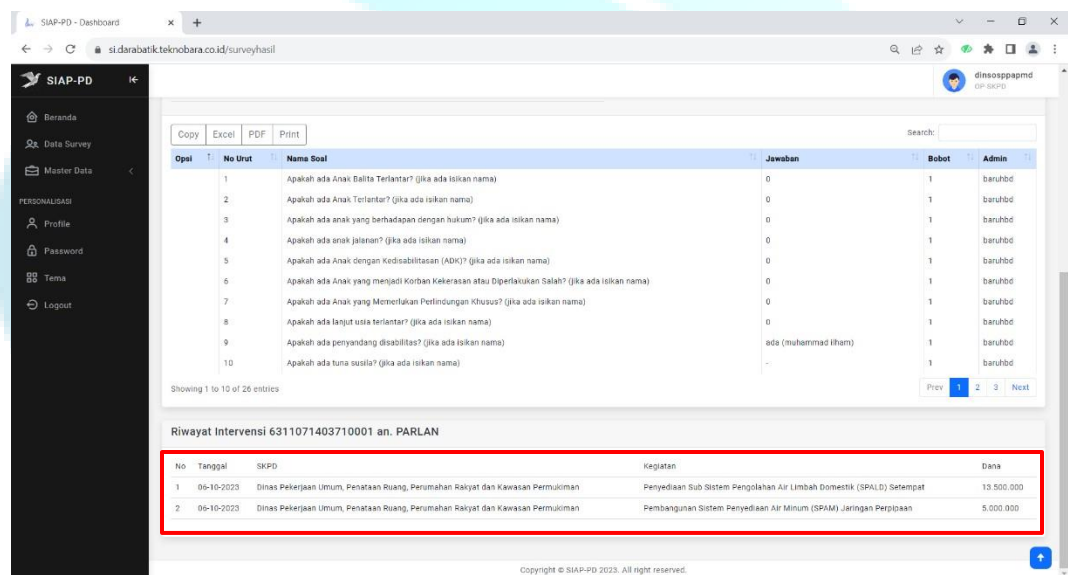 SIAP-PD - Dashboard
si.darabatik.teknobara.co.id/surveyhasil
SIAP-PD
dinsosppapmd
OP SKPD
Beranda
Data Survey
Master Data
PERSONALISASI
Profile
Password
Tema
Logout
Copy Excel PDF Print
Search:
Opsi No Urut Nama Soal Jawaban Bobot Admin
1 Apakah ada Anak Balita Terlantar? (jika ada isikan nama) 0 1 baruhbd
2 Apakah ada Anak Terlantar? (jika ada isikan nama) 0 1 baruhbd
3 Apakah ada anak yang berhadapan dengan hukum? (jika ada isikan nama) 0 1 baruhbd
4 Apakah ada anak jalanan? (jika ada isikan nama) 0 1 baruhbd
5 Apakah ada Anak dengan Kedisabilitasan (ADK)? (jika ada isikan nama) 0 1 baruhbd
6 Apakah ada Anak yang menjadi Korban Kekerasan atau Diperlakukan Salah? (jika ada isikan nama) 0 1 baruhbd
7 Apakah ada Anak yang Memerlukan Perlindungan Khusus? (jika ada isikan nama) 0 1 baruhbd
8 Apakah ada lanjut usia terlantar? (jika ada isikan nama) 0 1 baruhbd
9 Apakah ada penyandang disabilitas? (jika ada isikan nama) ada (muhammad ilham) 1 baruhbd
10 Apakah ada tuna susila? (jika ada isikan nama) - 1 baruhbd
Showing 1 to 10 of 26 entries
Prev 1 2 3 Next
Riwayat Intervensi 6311071403710001 an. PARLAN
No Tanggal SKPD Kegiatan Dana
1 06-10-2023 Dinas Pekerjaan Umum, Penataan Ruang, Perumahan Rakyat dan Kawasan Permukiman Penyediaan Sub Sistem Pengolahan Air Limbah Domestik (SPALD) Setempat 13.500.000
2 06-10-2023 Dinas Pekerjaan Umum, Penataan Ruang, Perumahan Rakyat dan Kawasan Permukiman Pembangunan Sistem Penyediaan Air Minum (SPAM) Jaringan Perpipaan 5.000.000
Copyright © SIAP-PD 2023. All right reserved.